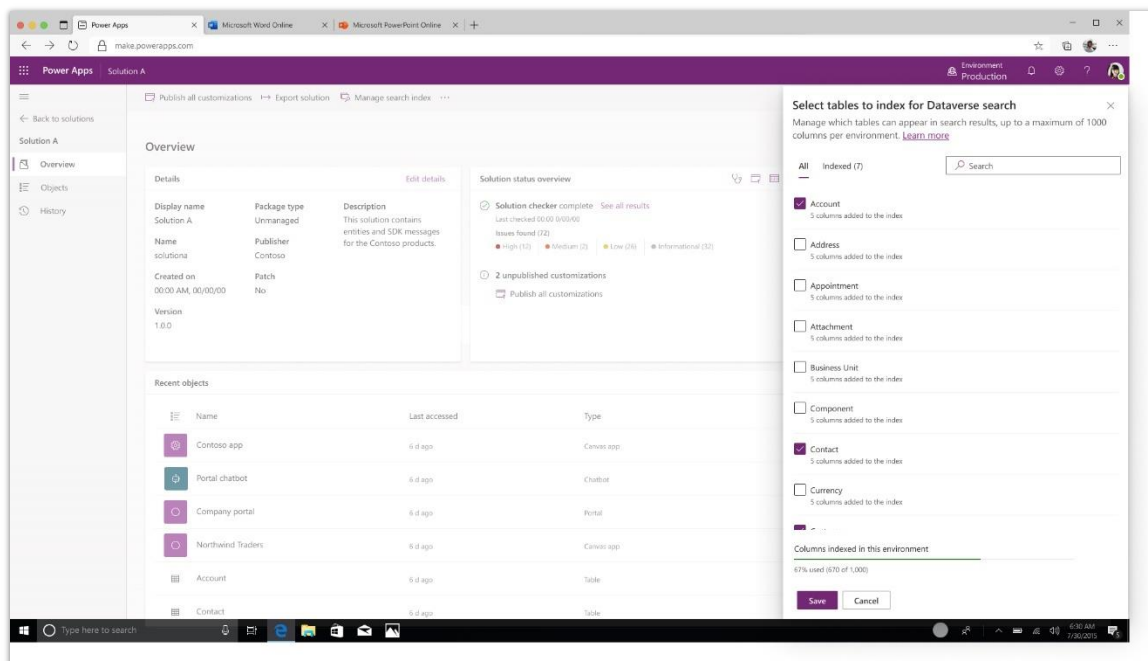 Power Apps
Microsoft Word Online
Microsoft PowerPoint Online
make.powerapps.com
Power Apps
Solution A
Environment
Production
Back to solutions
Solution A
Overview
Objects
History
Publish all customizations
Export solution
Manage search index
Overview
Details
Edit details
Display name
Solution A
Package type
Unmanaged
Description
This solution contains
entities and SDK messages
for the Contoso products.
Name
solutiona
Publisher
Contoso
Created on
00:00 AM, 00/00/00
Patch
No
Version
1.0.0
Solution status overview
Solution checker complete See all results
Last checked 00:00 0/00/00
Issues found (72)
High (12)
Medium (2)
Low (26)
Informational (32)
2 unpublished customizations
Publish all customizations
Recent objects
Name Last accessed Type
Contoso app 6 d ago Canvas app
Portal chatbot 6 d ago Chatbot
Company portal 6 d ago Portal
Northwind Traders 6 d ago Canvas app
Account 6 d ago Table
Contact 6 d ago Table
Select tables to index for Dataverse search
Manage which tables can appear in search results, up to a maximum of 1000
columns per environment. Learn more
All
Indexed (7)
Search
Account
5 columns added to the index
Address
5 columns added to the index
Appointment
5 columns added to the index
Attachment
5 columns added to the index
Business Unit
5 columns added to the index
Component
5 columns added to the index
Contact
5 columns added to the index
Currency
5 columns added to the index
Columns indexed in this environment
67% used (670 of 1,000)
Save
Cancel
Type here to search
6:30 AM
7/30/2015
5